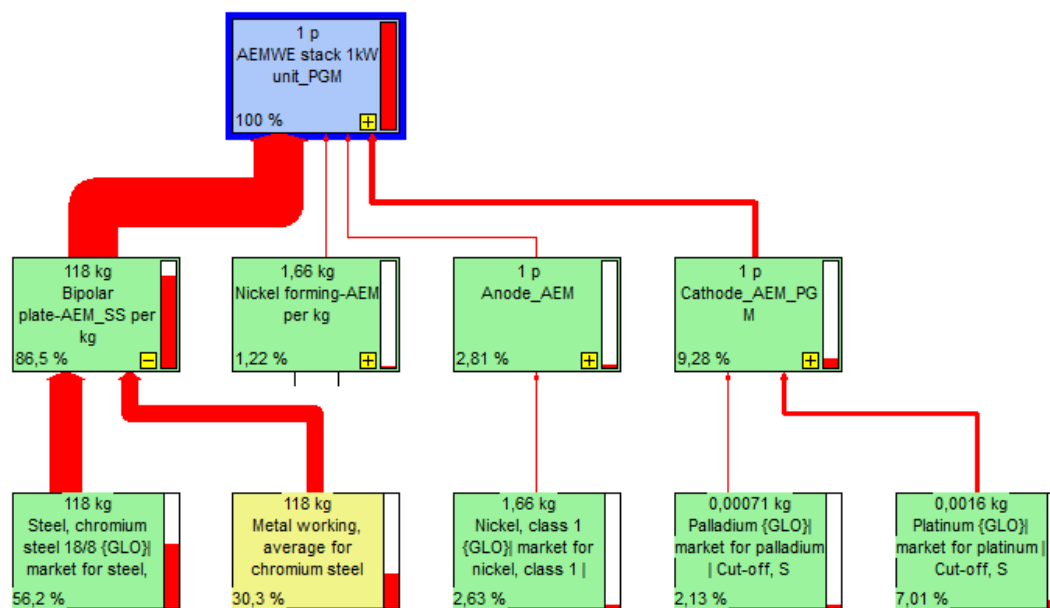 1 p
AEMWE stack 1kW
unit_PGM
100 %
118 kg
Bipolar
plate-AEM_SS per
kg
86,5 %
1,66 kg
Nickel forming-AEM
per kg
1,22 %
1 p
Anode_AEM
2,81 %
1 p
Cathode_AEM_PG
M
9,28 %
118 kg
Steel, chromium
steel 18/8 {GLO}|
market for steel,
56,2 %
118 kg
Metal working,
average for
chromium steel
30,3 %
1,66 kg
Nickel, class 1
{GLO}| market for
nickel, class 1 |
2,63 %
0,00071 kg
Palladium {GLO}|
market for palladium
| Cut-off, S
2,13 %
0,0016 kg
Platinum {GLO}|
market for platinum |
Cut-off, S
7,01 %